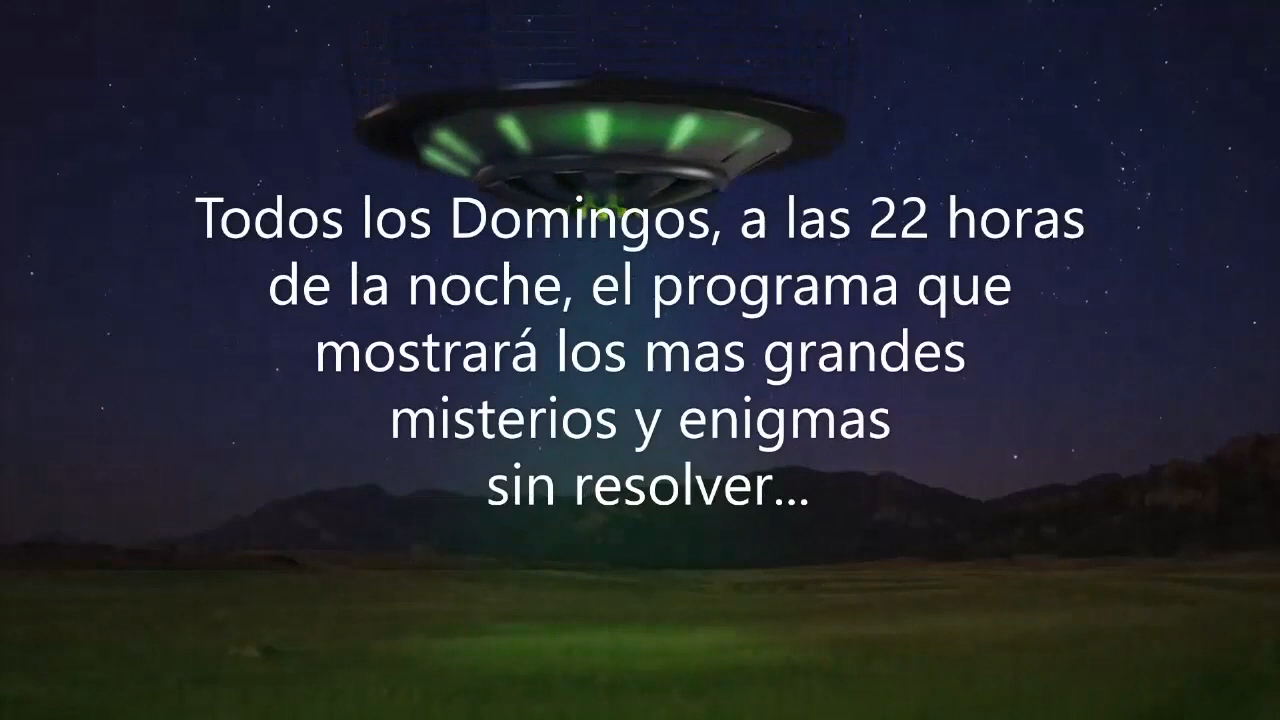 Todos los Domingos, a las 22 horas
de la noche, el programa que
mostrará los mas grandes
misterios y enigmas
sin resolver...